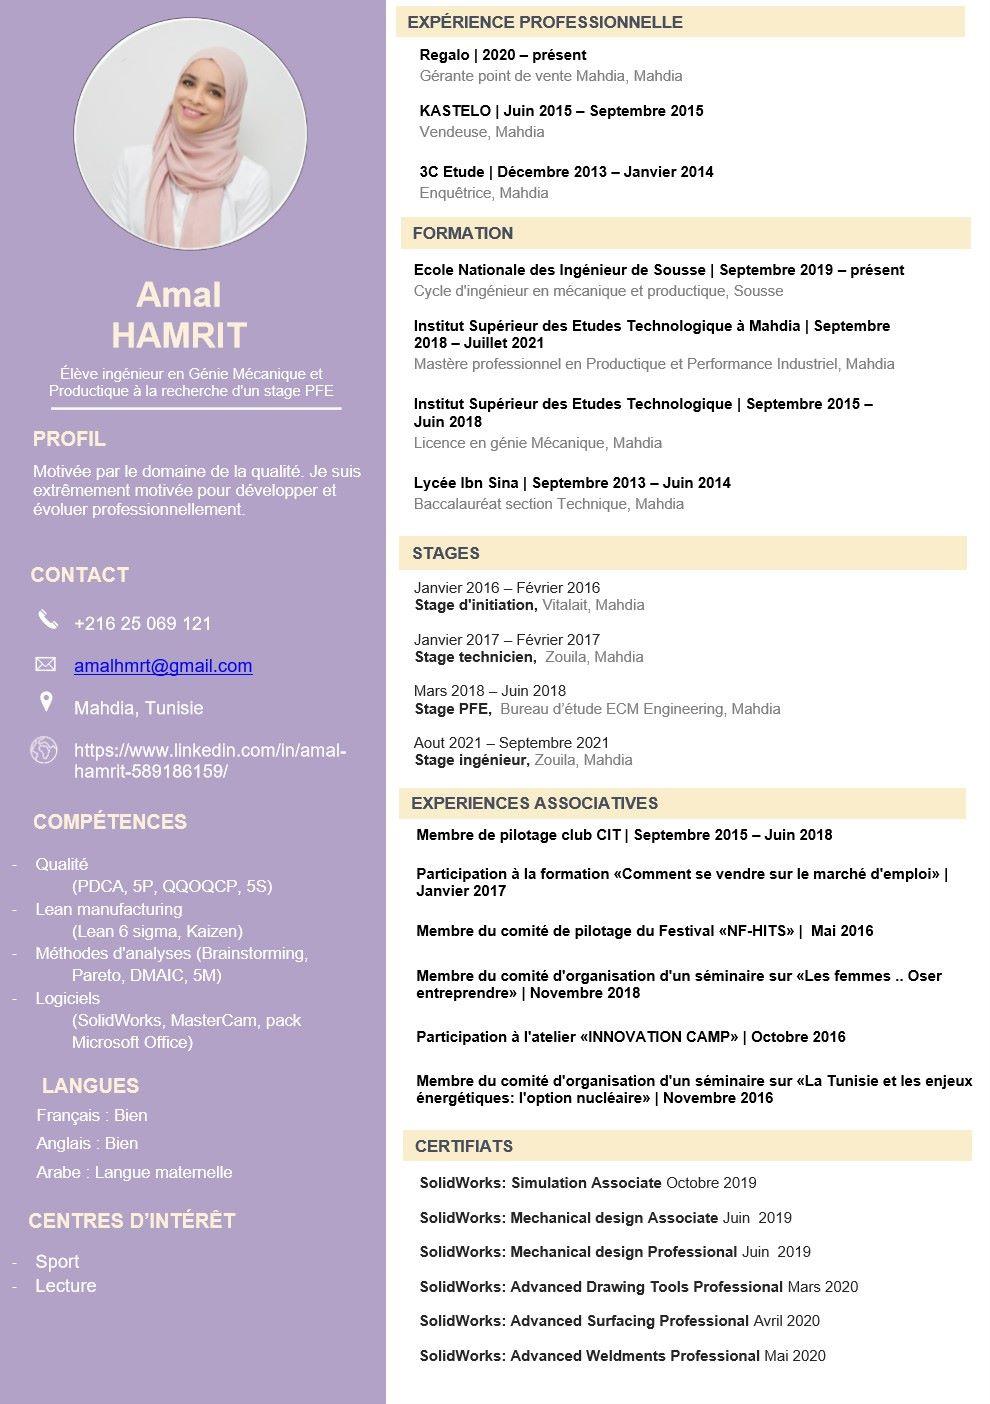 Amal
HAMRIT
Élève ingénieur en Génie Mécanique et
Productique à la recherche d'un stage PFE
PROFIL
Motivée par le domaine de la qualité. Je suis
extrêmement motivée pour développer et
évoluer professionnellement.
CONTACT
+216 25 069 121
amalhmrt@gmail.com
Mahdia, Tunisie
https://www.linkedin.com/in/amal-
hamrit-589186159/
COMPÉTENCES
- Qualité
(PDCA, 5P, QQOQCP, 5S)
- Lean manufacturing
(Lean 6 sigma, Kaizen)
- Méthodes d'analyses (Brainstorming,
Pareto, DMAIC, 5M)
- Logiciels
(SolidWorks, MasterCam, pack
Microsoft Office)
LANGUES
Français : Bien
Anglais : Bien
Arabe : Langue maternelle
CENTRES D'INTÉRÊT
- Sport
- Lecture
EXPÉRIENCE PROFESSIONNELLE
Regalo | 2020 – présent
Gérante point de vente Mahdia, Mahdia
KASTELO | Juin 2015 – Septembre 2015
Vendeuse, Mahdia
3C Etude | Décembre 2013 – Janvier 2014
Enquêtrice, Mahdia
FORMATION
Ecole Nationale des Ingénieur de Sousse | Septembre 2019 – présent
Cycle d'ingénieur en mécanique et productique, Sousse
Institut Supérieur des Etudes Technologique à Mahdia | Septembre
2018 – Juillet 2021
Mastère professionnel en Productique et Performance Industriel, Mahdia
Institut Supérieur des Etudes Technologique | Septembre 2015 –
Juin 2018
Licence en génie Mécanique, Mahdia
Lycée Ibn Sina | Septembre 2013 – Juin 2014
Baccalauréat section Technique, Mahdia
STAGES
Janvier 2016 – Février 2016
Stage d'initiation, Vitalait, Mahdia
Janvier 2017 – Février 2017
Stage technicien, Zouila, Mahdia
Mars 2018 – Juin 2018
Stage PFE, Bureau d'étude ECM Engineering, Mahdia
Aout 2021 – Septembre 2021
Stage ingénieur, Zouila, Mahdia
EXPERIENCES ASSOCIATIVES
Membre de pilotage club CIT | Septembre 2015 – Juin 2018
Participation à la formation «Comment se vendre sur le marché d'emploi» |
Janvier 2017
Membre du comité de pilotage du Festival «NF-HITS» | Mai 2016
Membre du comité d'organisation d'un séminaire sur «Les femmes .. Oser
entreprendre» | Novembre 2018
Participation à l'atelier «INNOVATION CAMP» | Octobre 2016
Membre du comité d'organisation d'un séminaire sur «La Tunisie et les enjeux
énergétiques: l'option nucléaire» | Novembre 2016
CERTIFIATS
SolidWorks: Simulation Associate Octobre 2019
SolidWorks: Mechanical design Associate Juin 2019
SolidWorks: Mechanical design Professional Juin 2019
SolidWorks: Advanced Drawing Tools Professional Mars 2020
SolidWorks: Advanced Surfacing Professional Avril 2020
SolidWorks: Advanced Weldments Professional Mai 2020